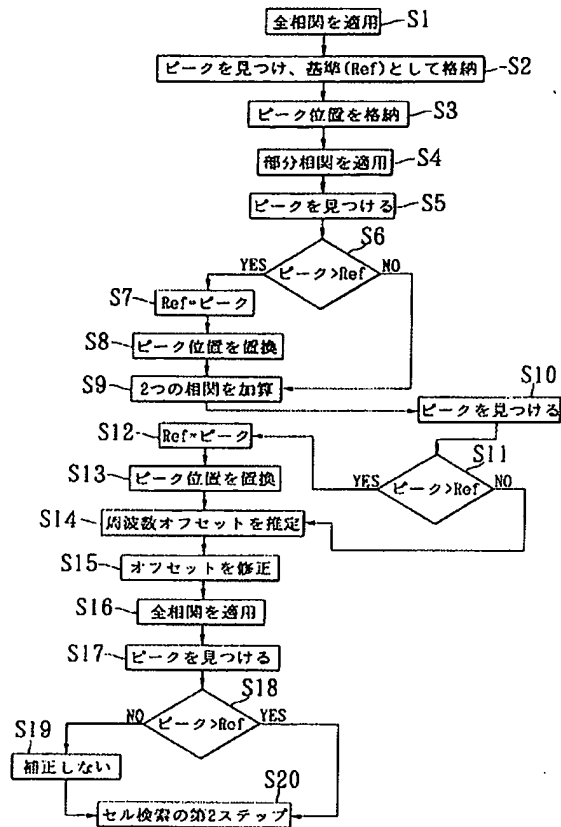 全相関を適用 S1
ピークを見つけ、基準(Ref)として格納 S2
ピーク位置を格納 S3
部分相関を適用 S4
ピークを見つける S5
S6
YES ピーク>Ref NO
S7 Ref=ピーク
S8 ピーク位置を置換
S9 2つの相関を加算
S10
ピークを見つける
S11
YES ピーク>Ref NO
S12 Ref=ピーク
S13 ピーク位置を置換
S14 周波数オフセットを推定
S15 オフセットを修正
S16 全相関を適用
S17 ピークを見つける
S18
NO ピーク>Ref YES
S19
補正しない
S20
セル検索の第2ステップ